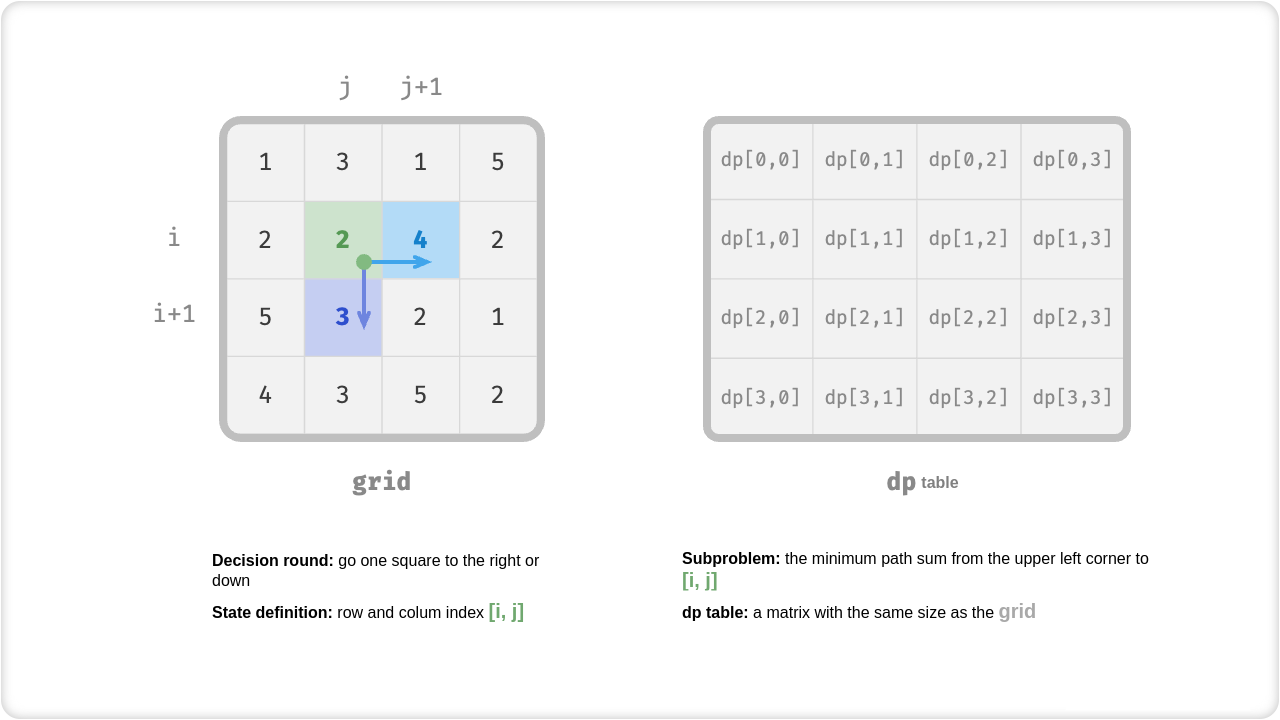 j j+1
1 3 1 5
i 2 2 4 2
i+1 5 3 2 1
4 3 5 2
grid
dp[0,0] dp[0,1] dp[0,2] dp[0,3]
dp[1,0] dp[1,1] dp[1,2] dp[1,3]
dp[2,0] dp[2,1] dp[2,2] dp[2,3]
dp[3,0] dp[3,1] dp[3,2] dp[3,3]
dp table
Decision round: go one square to the right or
down
State definition: row and colum index [i, j]
Subproblem: the minimum path sum from the upper left corner to
[i, j]
dp table: a matrix with the same size as the grid